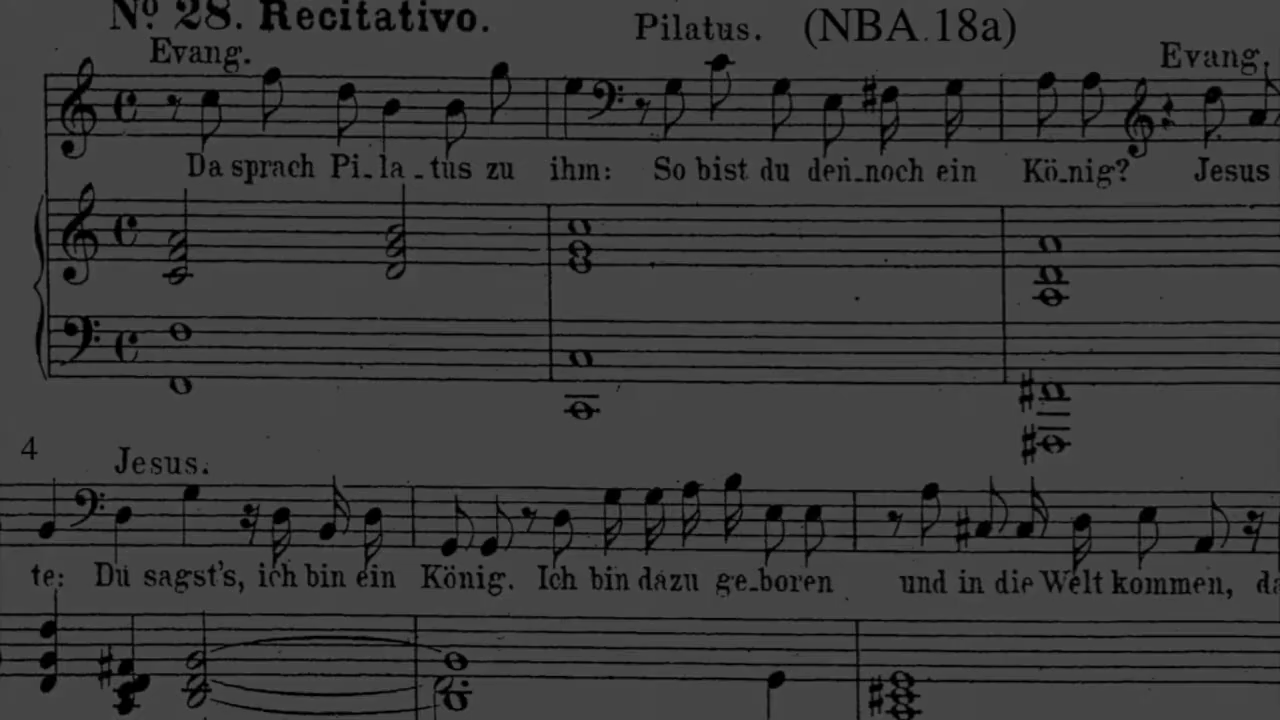 Nº 28. Recitativo.
Pilatus. (NBA 18a)
Evang. Evang.
Da sprach Pi-la-tus zu ihm: So bist du den̄-noch ein Kö-nig? Jesus
4
Jesus.
te: Du sagst's, ich bin ein König. Ich bin dazu ge-boren und in die Welt kommen,